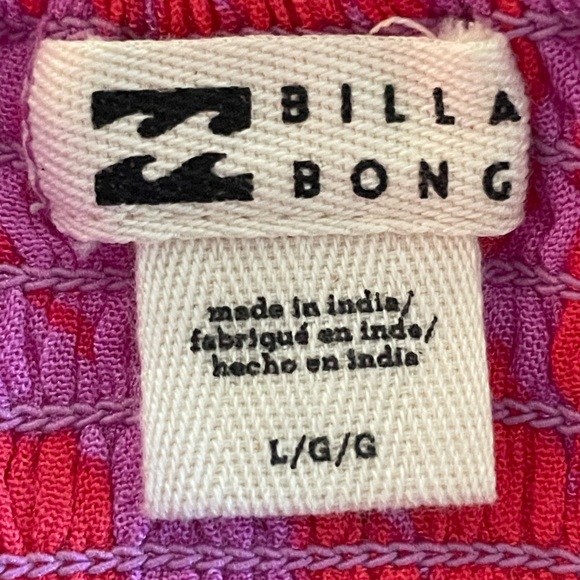 BILLA
BONG
made in india/
fabriqué en inde/
hecho en india
L/G/G